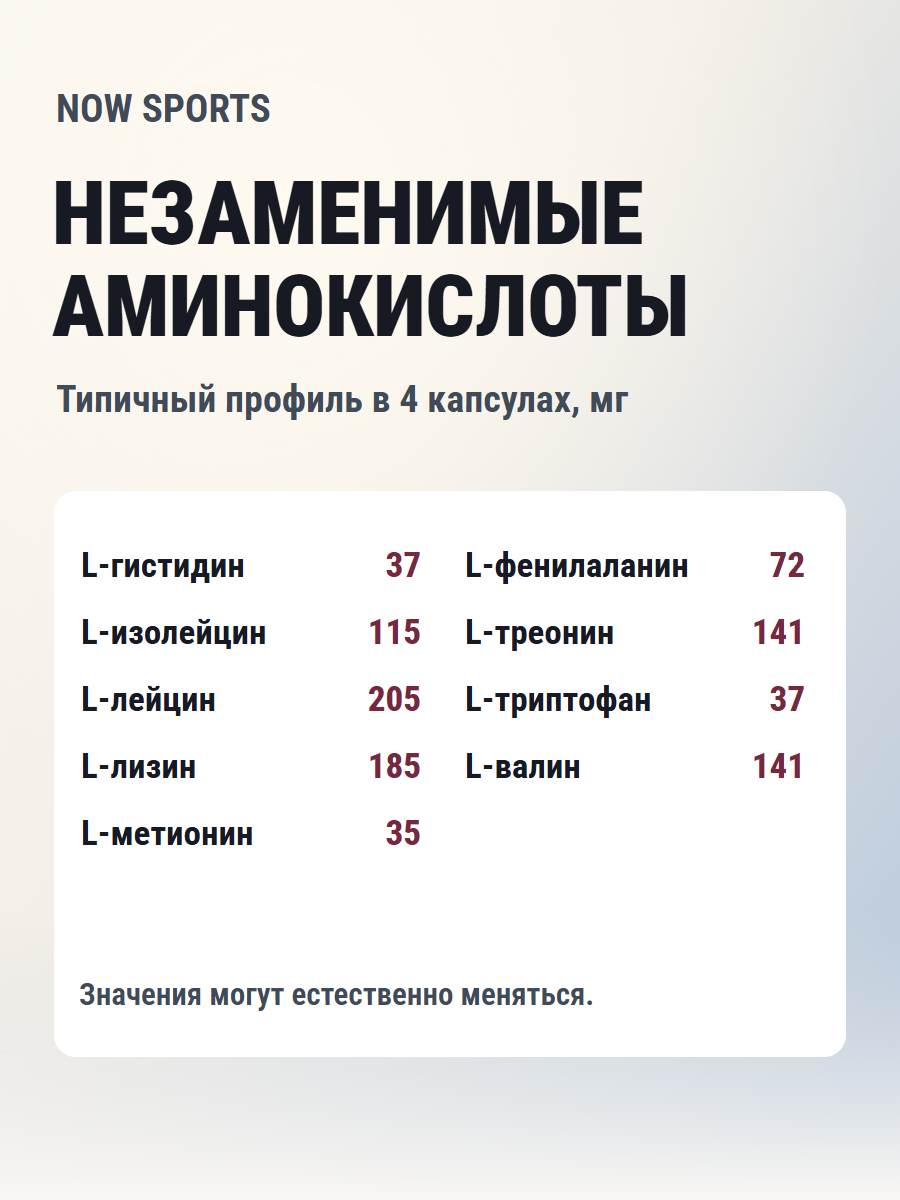 NOW SPORTS
НЕЗАМЕНИМЫЕ
АМИНОКИСЛОТЫ
Типичный профиль в 4 капсулах, мг
L-гистидин 37
L-изолейцин 115
L-лейцин 205
L-лизин 185
L-метионин 35
L-фенилаланин 72
L-треонин 141
L-триптофан 37
L-валин 141
Значения могут естественно меняться.